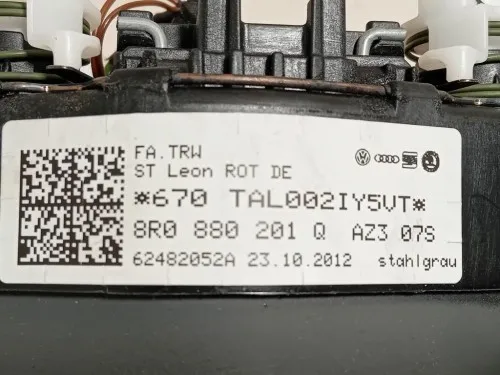 FA.TRW
ST Leon ROT DE
*670 TAL002IY5VT*
8R0 880 201 Q AZ3 07S
62482052A 23.10.2012 stahlgrau